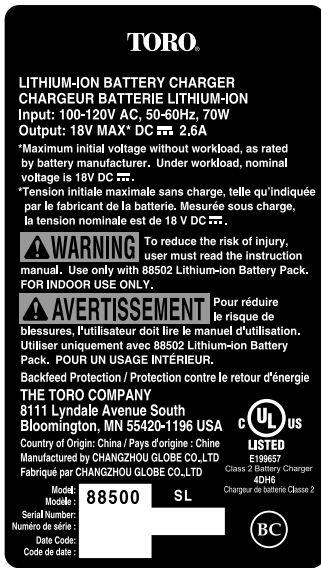 TORO®
LITHIUM-ION BATTERY CHARGER
CHARGEUR BATTERIE LITHIUM-ION
Input: 100-120V AC, 50-60Hz, 70W
Output: 18V MAX* DC ⎓ 2.6A
*Maximum initial voltage without workload, as rated
by battery manufacturer. Under workload, nominal
voltage is 18V DC ⎓.
*Tension initiale maximale sans charge, telle qu'indiquée
par le fabricant de la batterie. Mesurée sous charge,
la tension nominale est de 18 V DC ⎓.
⚠WARNING To reduce the risk of injury,
user must read the instruction
manual. Use only with 88502 Lithium-ion Battery Pack.
FOR INDOOR USE ONLY.
⚠AVERTISSEMENT Pour réduire
le risque de
blessures, l'utilisateur doit lire le manuel d'utilisation.
Utiliser uniquement avec 88502 Lithium-ion Battery
Pack. POUR UN USAGE INTÉRIEUR.
Backfeed Protection / Protection contre le retour d'énergie
THE TORO COMPANY
8111 Lyndale Avenue South
Bloomington, MN 55420-1196 USA
Country of Origin: China / Pays d'origine : Chine
Manufactured by CHANGZHOU GLOBE CO.,LTD
Fabriqué par CHANGZHOU GLOBE CO.,LTD
C UL US
LISTED
E199657
Class 2 Battery Charger
4DH6
Chargeur de batterie Classe 2
Model:
Modèle :
88500 SL
Serial Number:
Numéro de série :
Date Code:
Code de date :
BC